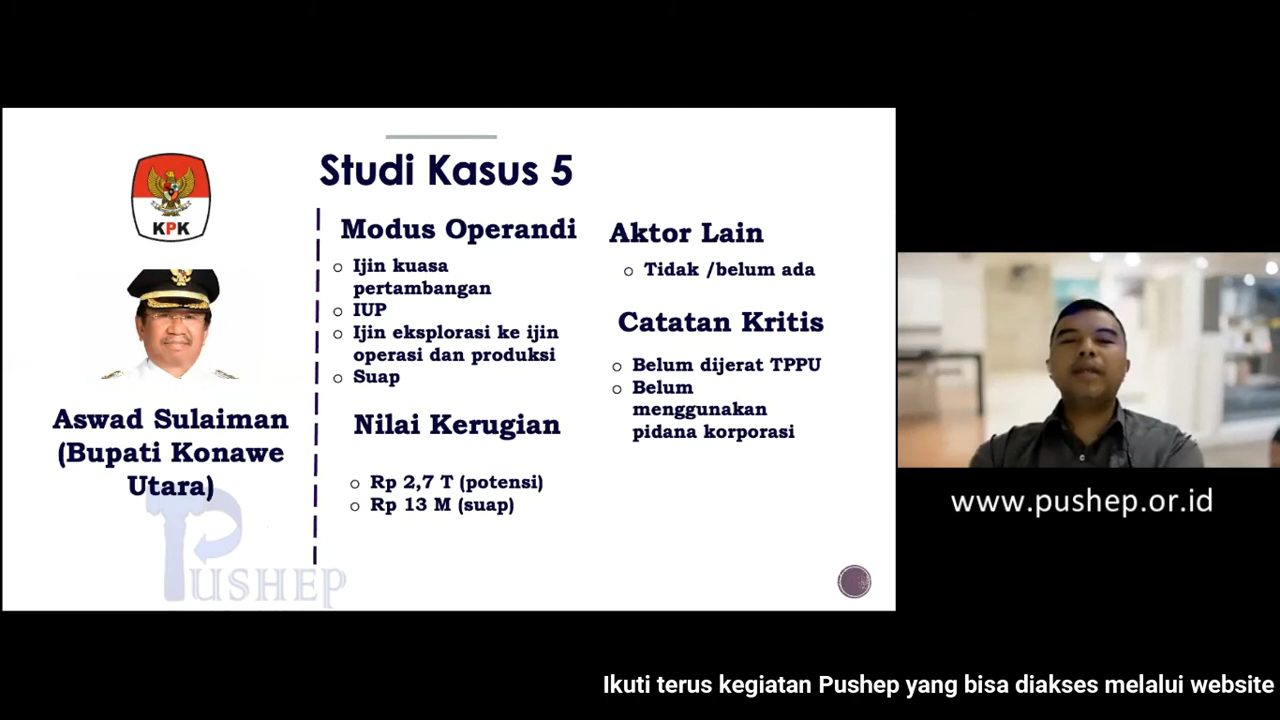 Studi Kasus 5
KPK
Aswad Sulaiman
(Bupati Konawe
Utara)
Modus Operandi
Ijin kuasa
pertambangan
IUP
Ijin eksplorasi ke ijin
operasi dan produksi
Suap
Nilai Kerugian
Rp 2,7 T (potensi)
Rp 13 M (suap)
Aktor Lain
Tidak /belum ada
Catatan Kritis
Belum dijerat TPPU
Belum
menggunakan
pidana korporasi
PUSHEP
www.pushep.or.id
Ikuti terus kegiatan Pushep yang bisa diakses melalui website